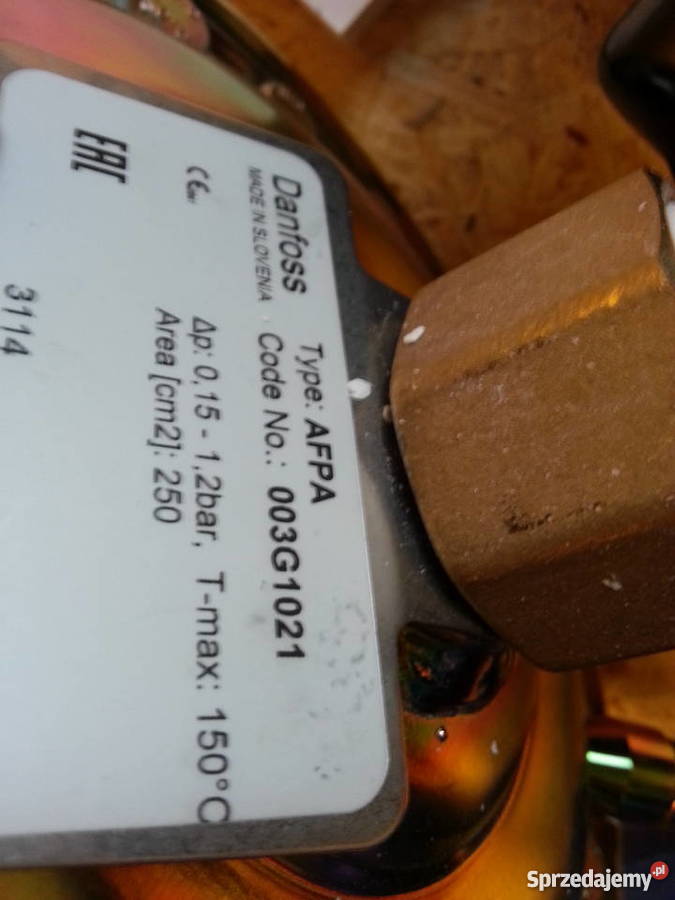 Danfoss
MADE IN SLOVENIA
Type: AFPA
Code No.: 003G1021
Δp: 0,15 - 1,2bar, T-max: 150°C
Area [cm2]: 250
CE
EAC
3114
Sprzedajemy.pl